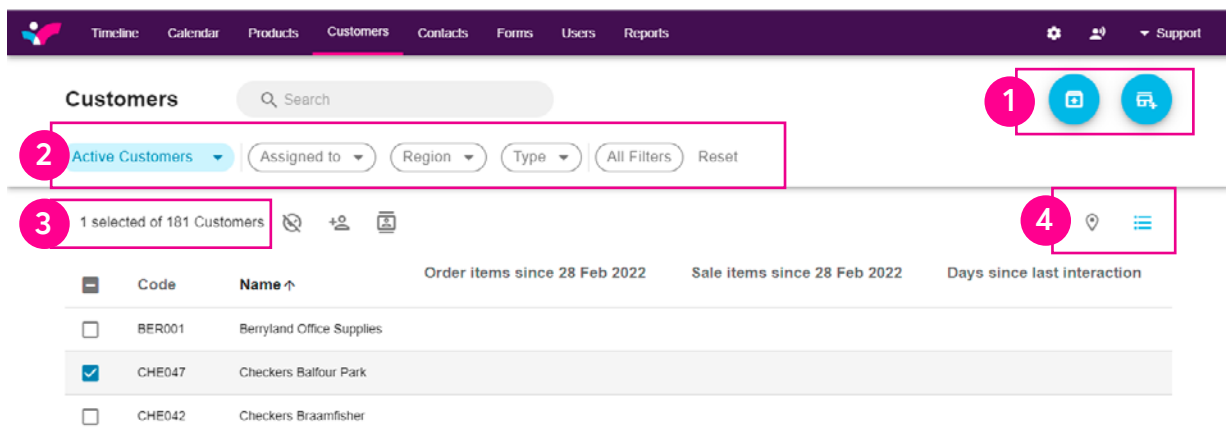 Timeline Calendar Products Customers Contacts Forms Users Reports Support
Customers Search 1
2 Active Customers Assigned to Region Type All Filters Reset
3 1 selected of 181 Customers 4
Code Name Order items since 28 Feb 2022 Sale items since 28 Feb 2022 Days since last interaction
BER001 Berryland Office Supplies
CHE047 Checkers Balfour Park
CHE042 Checkers Braamfisher